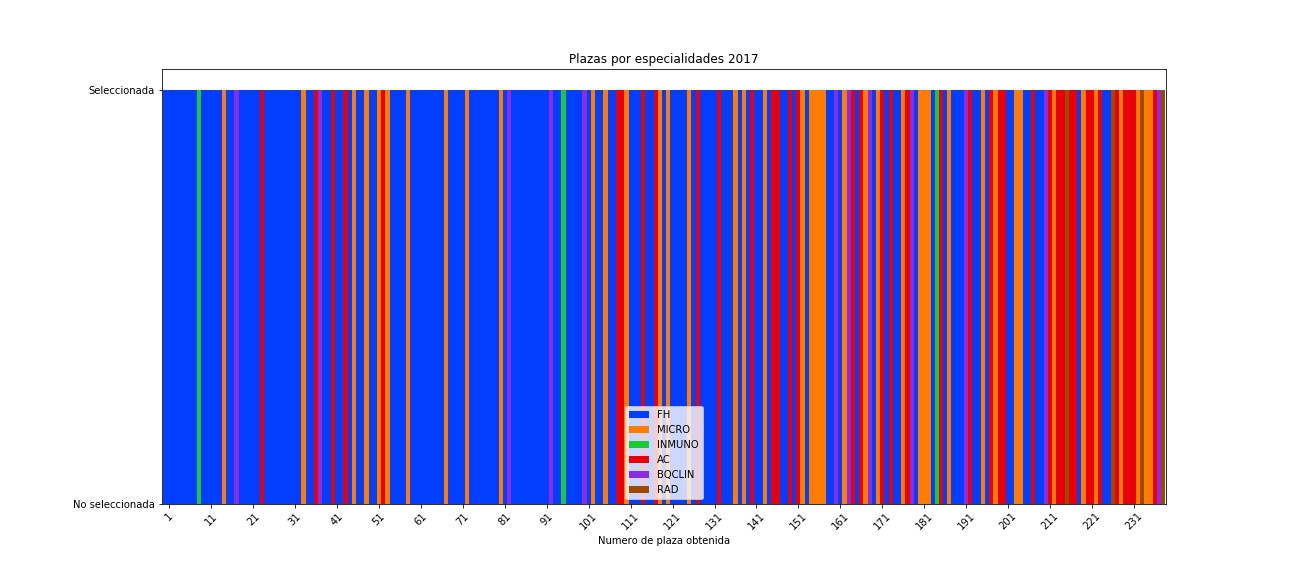 Plazas por especialidades 2017
Seleccionada
FH
MICRO
INMUNO
AC
BQCLIN
RAD
No seleccionada
1 11 21 31 41 51 61 71 81 91 101 111 121 131 141 151 161 171 181 191 201 211 221 231
Numero de plaza obtenida